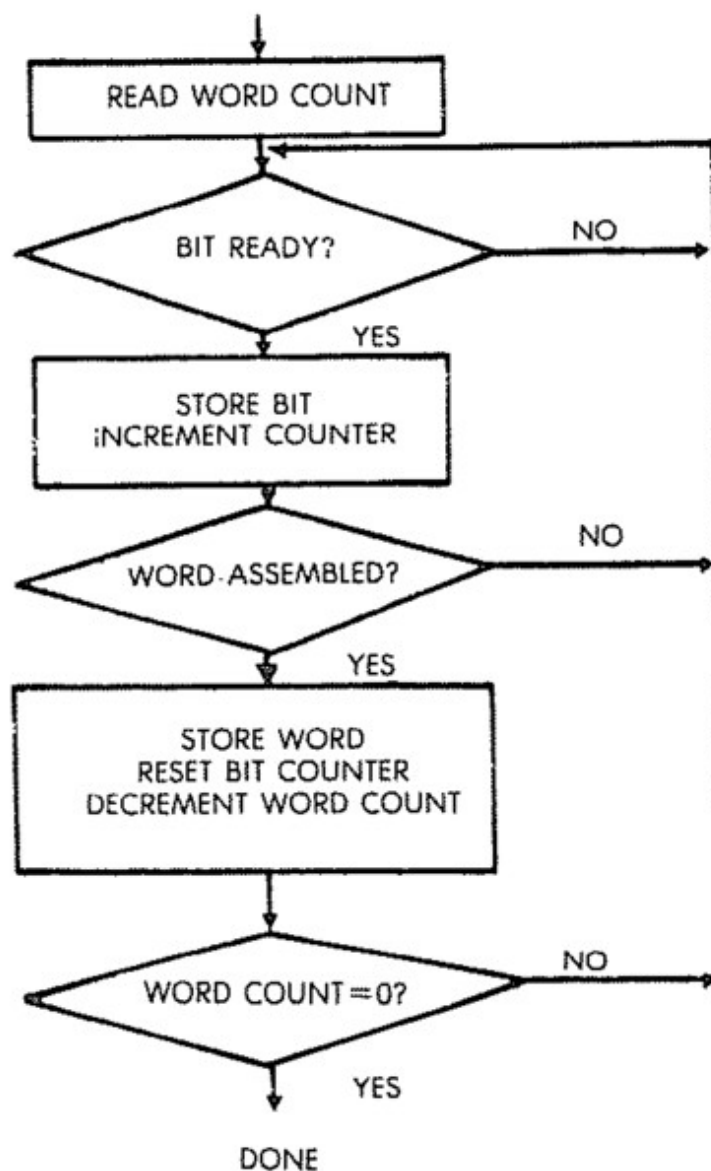 READ WORD COUNT
BIT READY?
NO
YES
STORE BIT
INCREMENT COUNTER
WORD-ASSEMBLED?
NO
YES
STORE WORD
RESET BIT COUNTER
DECREMENT WORD COUNT
WORD COUNT=0?
NO
YES
DONE